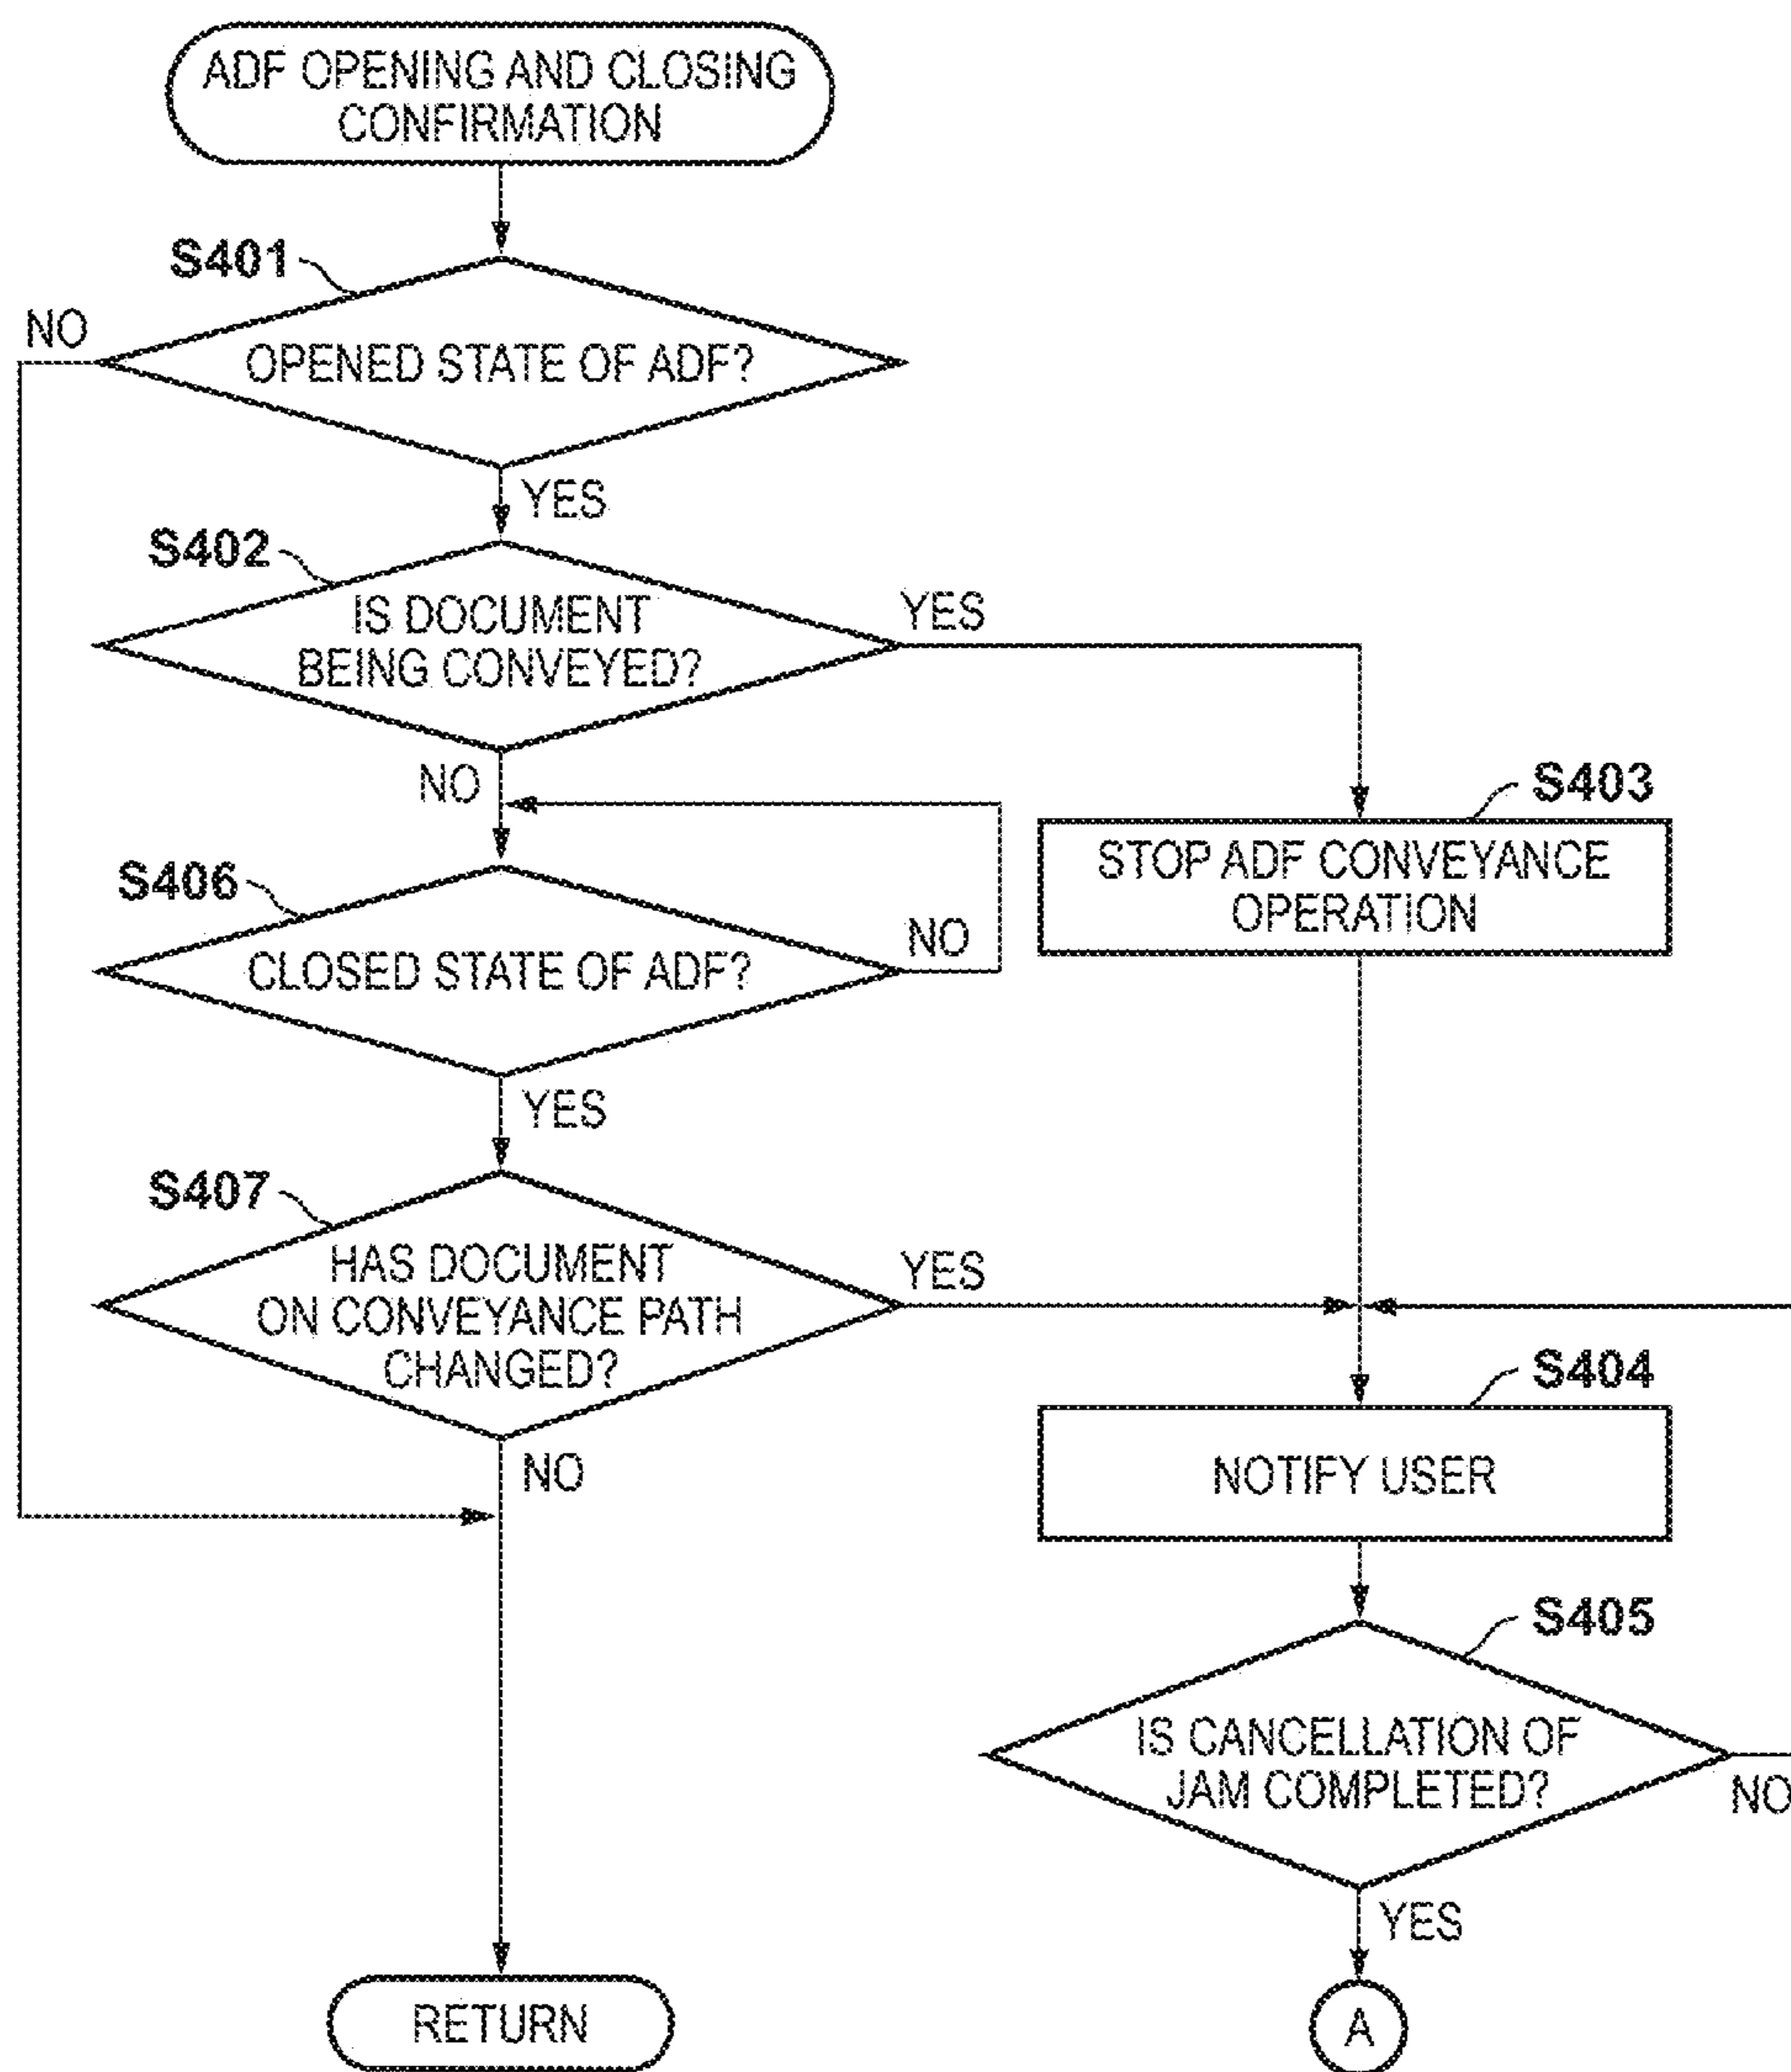 ADF OPENING AND CLOSING
CONFIRMATION
S401
NO
OPENED STATE OF ADF?
YES
S402
IS DOCUMENT
BEING CONVEYED?
YES
NO
S403
STOP ADF CONVEYANCE
OPERATION
S406
CLOSED STATE OF ADF?
NO
YES
S407
HAS DOCUMENT
ON CONVEYANCE PATH
CHANGED?
YES
NO
S404
NOTIFY USER
S405
IS CANCELLATION OF
JAM COMPLETED?
NO
YES
RETURN
A